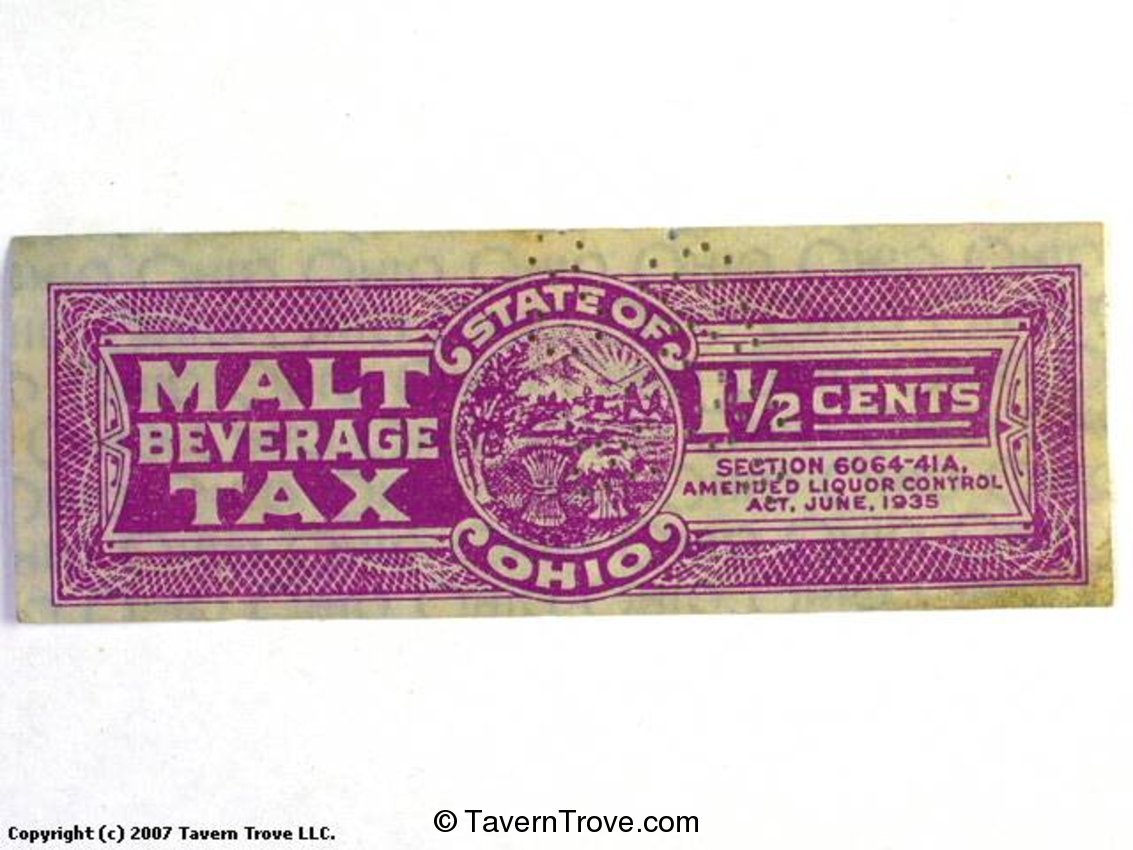 STATE OF
OHIO
MALT
BEVERAGE
TAX
1 1/2 CENTS
SECTION 6064-41A,
AMENDED LIQUOR CONTROL
ACT, JUNE, 1935
© TavernTrove.com
Copyright (c) 2007 Tavern Trove LLC.